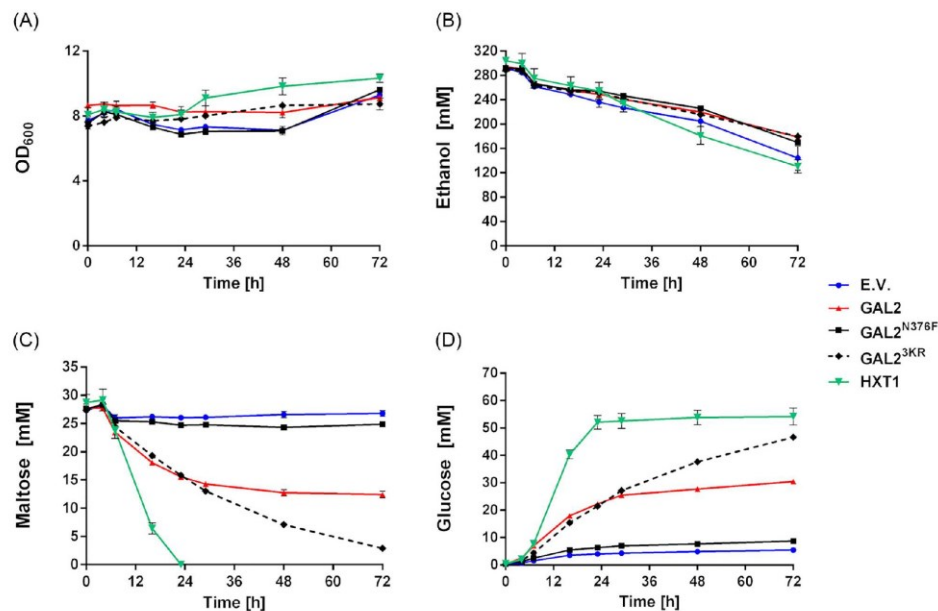 (A)
12
8
4
0
OD600
0 12 24 36 48 60 72
Time [h]
(B)
320
280
240
200
160
120
80
40
0
Ethanol [mM]
0 12 24 36 48 60 72
Time [h]
(C)
35
30
25
20
15
10
5
0
Maltose [mM]
0 12 24 36 48 60 72
Time [h]
(D)
70
60
50
40
30
20
10
0
Glucose [mM]
0 12 24 36 48 60 72
Time [h]
E.V.
GAL2
GAL2N376F
GAL23KR
HXT1